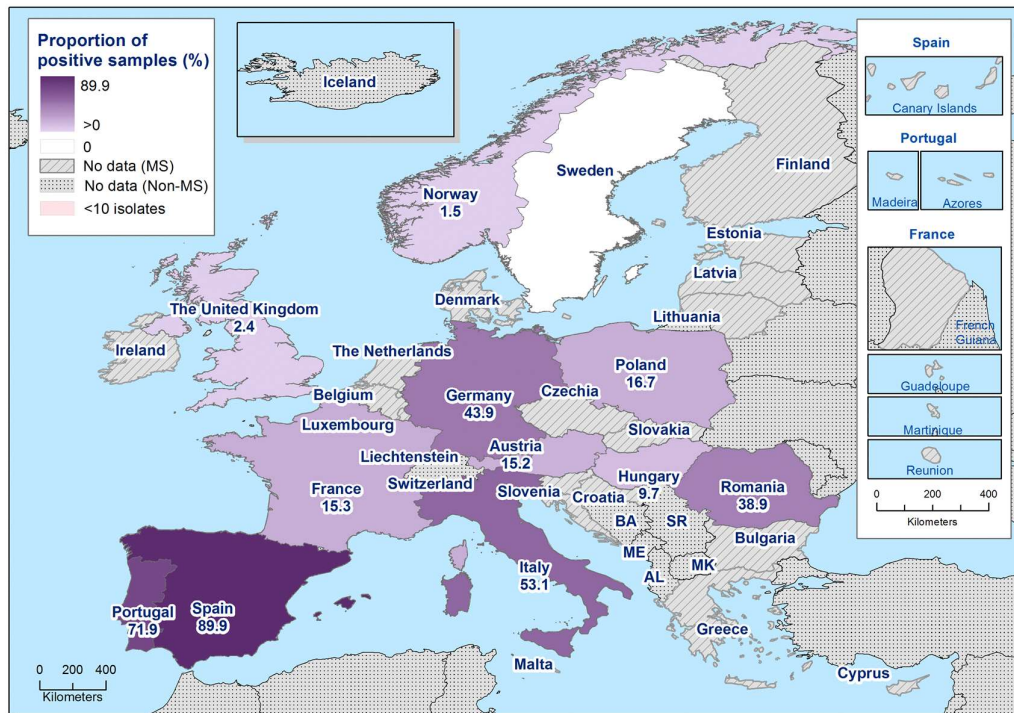 Proportion of
positive samples (%)
89.9
>0
0
No data (MS)
No data (Non-MS)
<10 isolates
Iceland
Norway
1.5
Sweden
Finland
Estonia
Latvia
Lithuania
Denmark
The United Kingdom
2.4
Ireland
The Netherlands
Belgium
Luxembourg
Germany
43.9
Poland
16.7
Czechia
Slovakia
Austria
15.2
Liechtenstein
Switzerland
France
15.3
Slovenia
Croatia
Hungary
9.7
Romania
38.9
BA
SR
Bulgaria
ME
MK
AL
Italy
53.1
Greece
Portugal
71.9
Spain
89.9
Malta
Cyprus
0 200 400
Kilometers
Spain
Canary Islands
Portugal
Madeira
Azores
France
French
Guiana
Guadeloupe
Martinique
Reunion
0 200 400
Kilometers